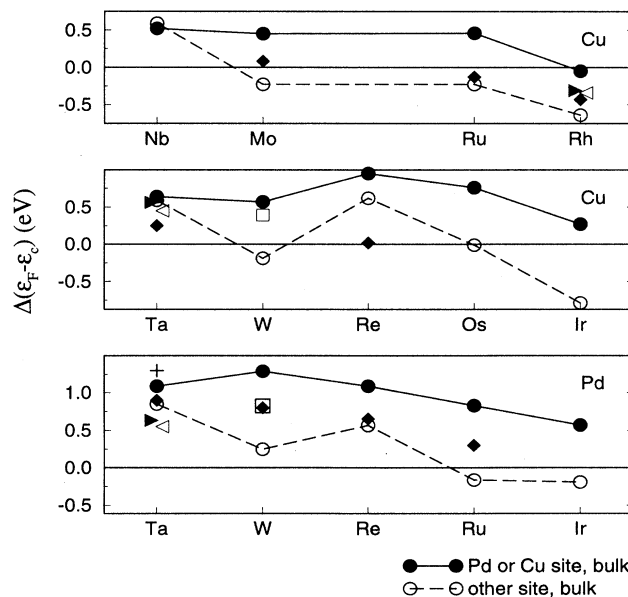 0.5
Cu
0.0
-0.5
Nb Mo Ru Rh
Δ(εF-εc) (eV)
Cu
0.5
0.0
-0.5
Ta W Re Os Ir
Pd
1.0
0.5
0.0
-0.5
Ta W Re Ru Ir
Pd or Cu site, bulk
other site, bulk